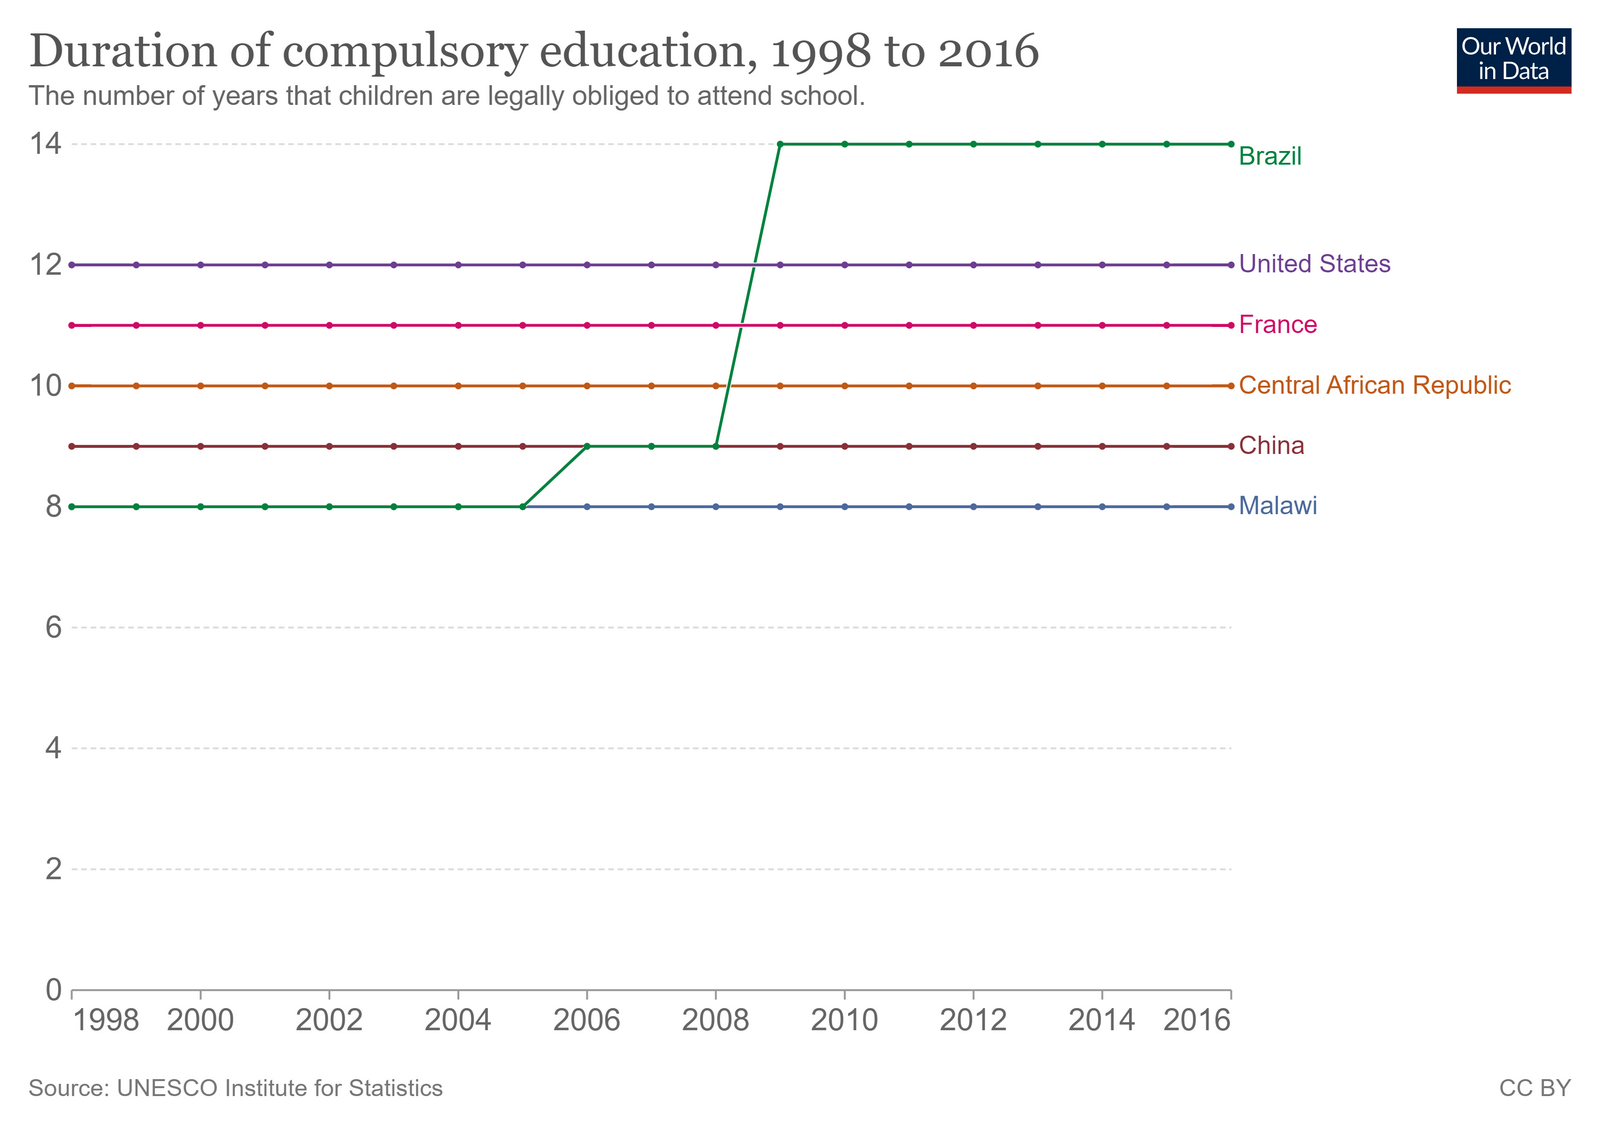 Duration of compulsory education, 1998 to 2016
The number of years that children are legally obliged to attend school.
Our World
in Data
14
Brazil
12
United States
France
10
Central African Republic
China
8
Malawi
6
4
2
0
1998 2000 2002 2004 2006 2008 2010 2012 2014 2016
Source: UNESCO Institute for Statistics
CC BY